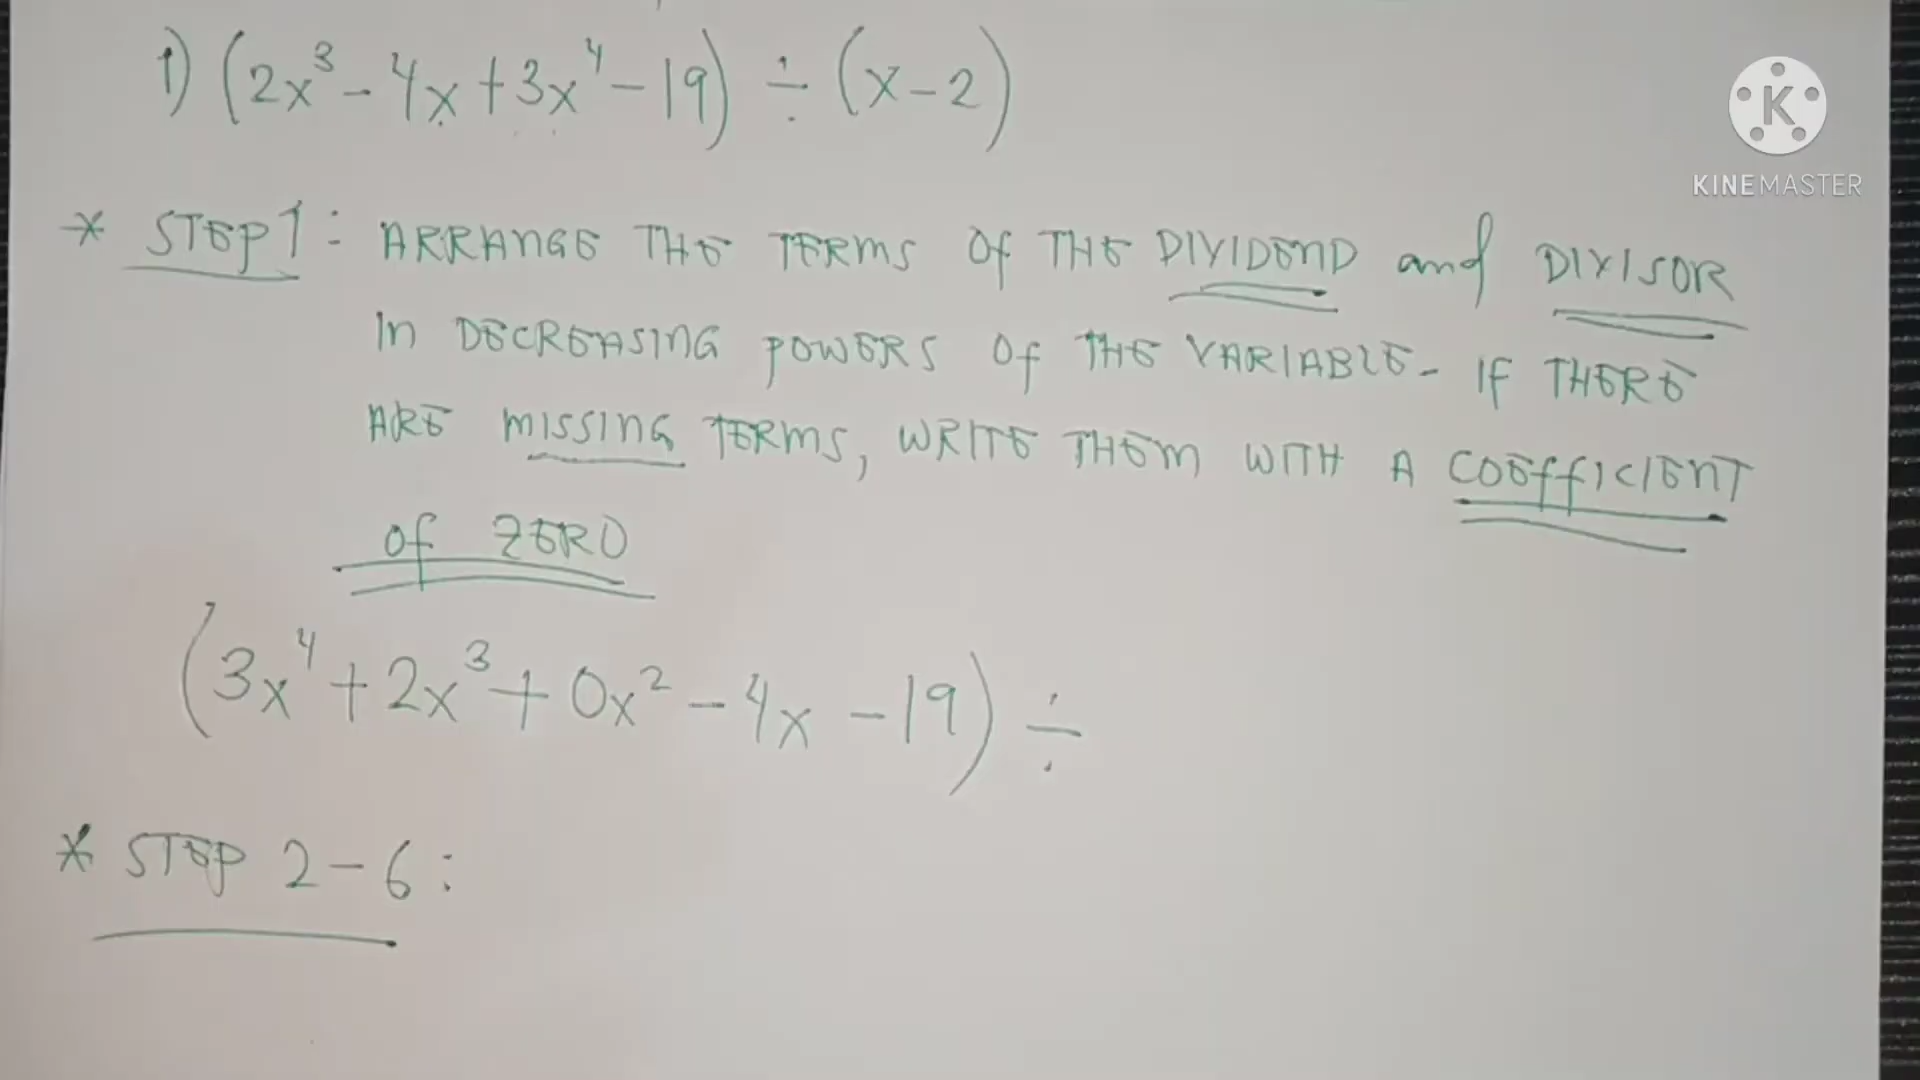 1) (2x³ - 4x + 3x⁴ - 19) ÷ (x - 2)
K
KINEMASTER
* STEP 1: ARRANGE THE TERMS OF THE DIVIDEND and DIVISOR
IN DECREASING POWERS OF THE VARIABLE. IF THERE
ARE MISSING TERMS, WRITE THEM WITH A COEFFICIENT
OF ZERO
(3x⁴ + 2x³ + 0x² - 4x - 19) ÷
* STEP 2-6: